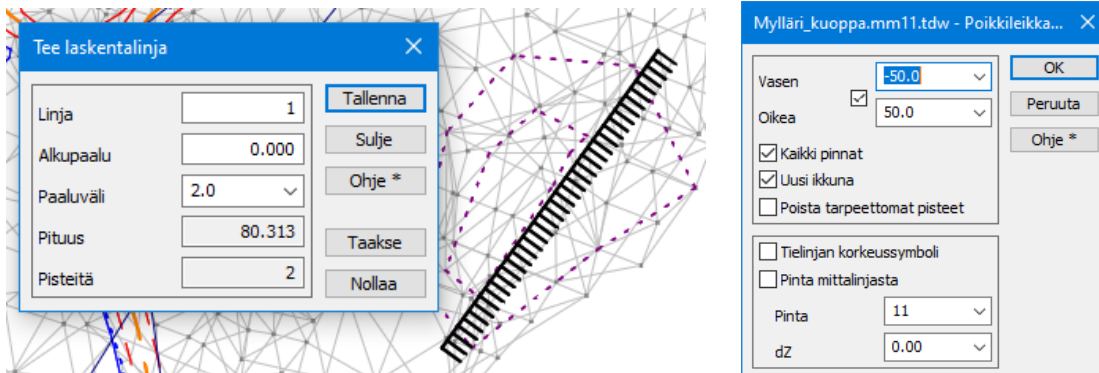 Tee laskentalinja
Linja 1 Tallenna
Alkupaalu 0.000 Sulje
Paaluväli 2.0 Ohje *
Pituus 80.313 Taakse
Pisteitä 2 Nollaa
Mylläri_kuoppa.mm11.tdw - Poikkileikka...
Vasen -50.0 OK
Oikea 50.0 Peruuta
Ohje *
Kaikki pinnat
Uusi ikkuna
Poista tarpeettomat pisteet
Tielinjan korkeussymboli
Pinta mittalinjasta
Pinta 11
dZ 0.00